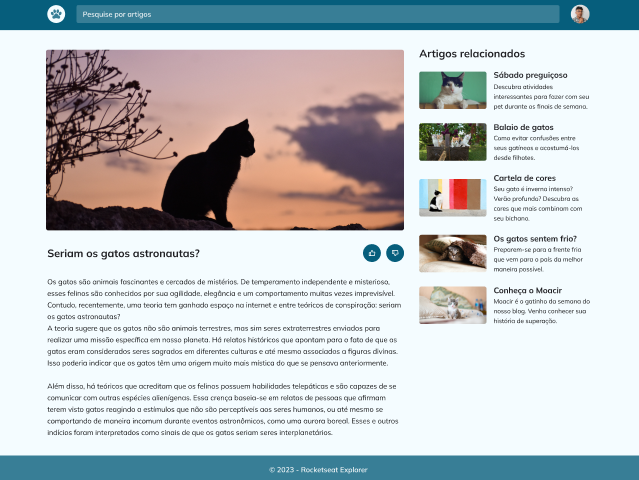 Pesquise por artigos
Seriam os gatos astronautas?
Os gatos são animais fascinantes e cercados de mistérios. De temperamento independente e misterioso,
esses felinos são conhecidos por sua agilidade, elegância e um comportamento muitas vezes imprevisível.
Contudo, recentemente, uma teoria tem ganhado espaço na internet e entre teóricos de conspiração: seriam
os gatos astronautas?
A teoria sugere que os gatos não são animais terrestres, mas sim seres extraterrestres enviados para
realizar uma missão específica em nosso planeta. Há relatos históricos que apontam para o fato de que os
gatos eram considerados seres sagrados em diferentes culturas e até mesmo associados a figuras divinas.
Isso poderia indicar que os gatos têm uma origem muito mais mística do que se pensava anteriormente.
Além disso, há teóricos que acreditam que os felinos possuem habilidades telepáticas e são capazes de se
comunicar com outras espécies alienígenas. Essa crença baseia-se em relatos de pessoas que afirmam
terem visto gatos reagindo a estímulos que não são perceptíveis aos seres humanos, ou até mesmo se
comportando de maneira incomum durante eventos astronômicos, como uma aurora boreal. Esses e outros
indícios foram interpretados como sinais de que os gatos seriam seres interplanetários.
Artigos relacionados
Sábado preguiçoso
Descubra atividades
interessantes para fazer com seu
pet durante os finais de semana.
Balaio de gatos
Como evitar confusões entre
seus gatíneos e acostumá-los
desde filhotes.
Cartela de cores
Seu gato é inverno intenso?
Verão profundo? Descubra as
cores que mais combinam com
seu bichano.
Os gatos sentem frio?
Preparem-se para a frente fria
que vem para o país da melhor
maneira possível.
Conheça o Moacir
Moacir é o gatinho da semana do
nosso blog. Venha conhecer sua
história de superação.
© 2023 - Rocketseat Explorer